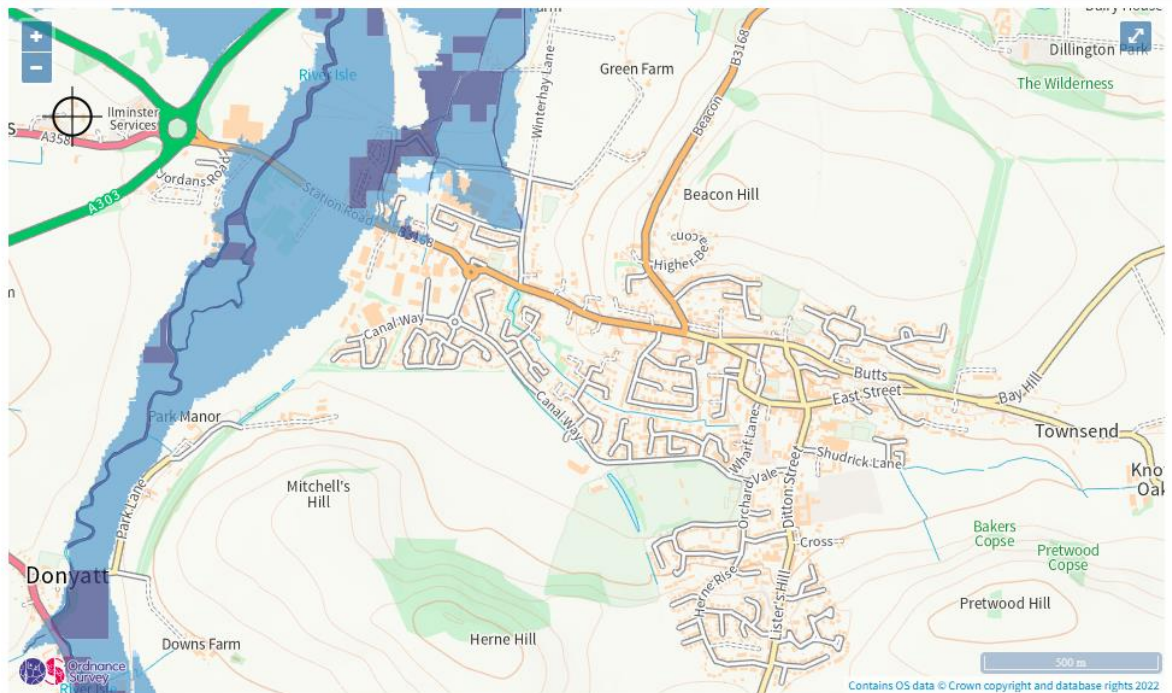 +
−
River Isle
Ilminster
Services
A358
Jordans Road
A303
Station Road
B3168
Winterhay Lane
Green Farm
Beacon
B3168
Dillington Park
The Wilderness
Beacon Hill
Higher Beacon
Canal Way
Canal Way
Butts
East Street
Bay Hill
Townsend
Wharf Lane
Shudrick Lane
Orchard Vale
Ditton Street
Park Manor
Park Lane
Mitchell's
Hill
Bakers
Copse
Pretwood
Copse
Cross
Donyatt
Herne Rise
Lister's Hill
Pretwood Hill
Downs Farm
Herne Hill
Ordnance
Survey
River Isle
500 m
Contains OS data © Crown copyright and database rights 2022